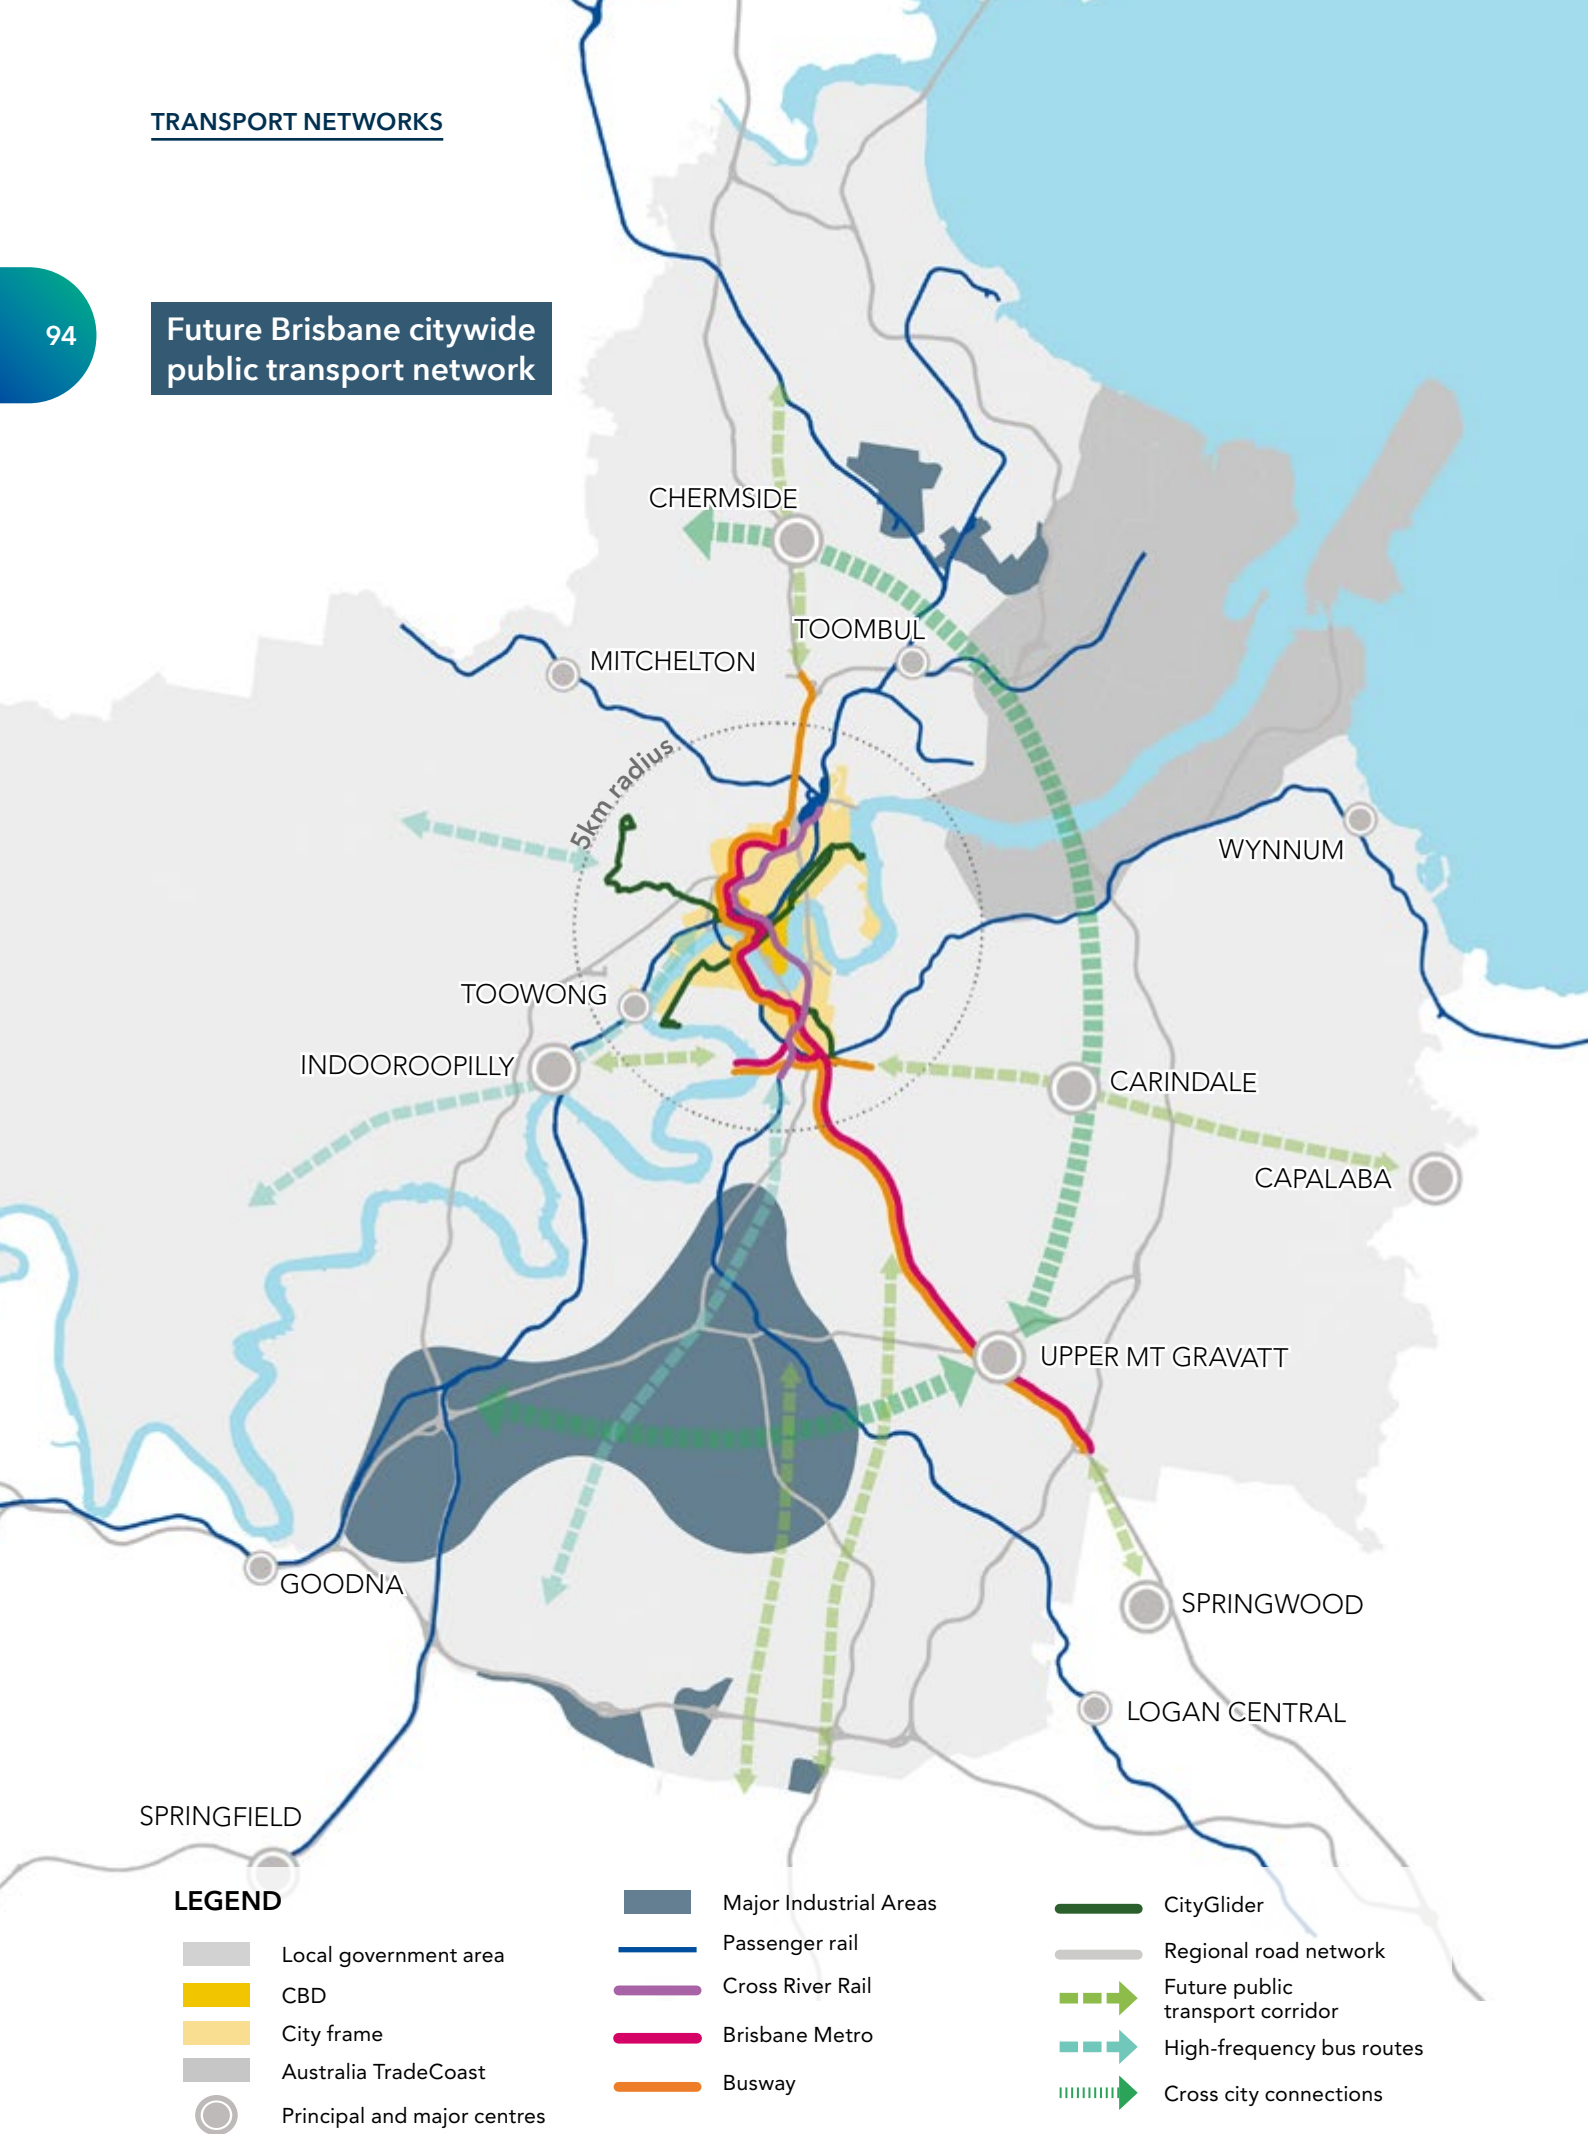 TRANSPORT NETWORKS
94
Future Brisbane citywide
public transport network
CHERMSIDE
TOOMBUL
MITCHELTON
5km radius
WYNNUM
TOOWONG
INDOOROOPILLY
CARINDALE
CAPALABA
UPPER MT GRAVATT
GOODNA
SPRINGWOOD
LOGAN CENTRAL
SPRINGFIELD
LEGEND
Local government area
CBD
City frame
Australia TradeCoast
Principal and major centres
Major Industrial Areas
Passenger rail
Cross River Rail
Brisbane Metro
Busway
CityGlider
Regional road network
Future public
transport corridor
High-frequency bus routes
Cross city connections